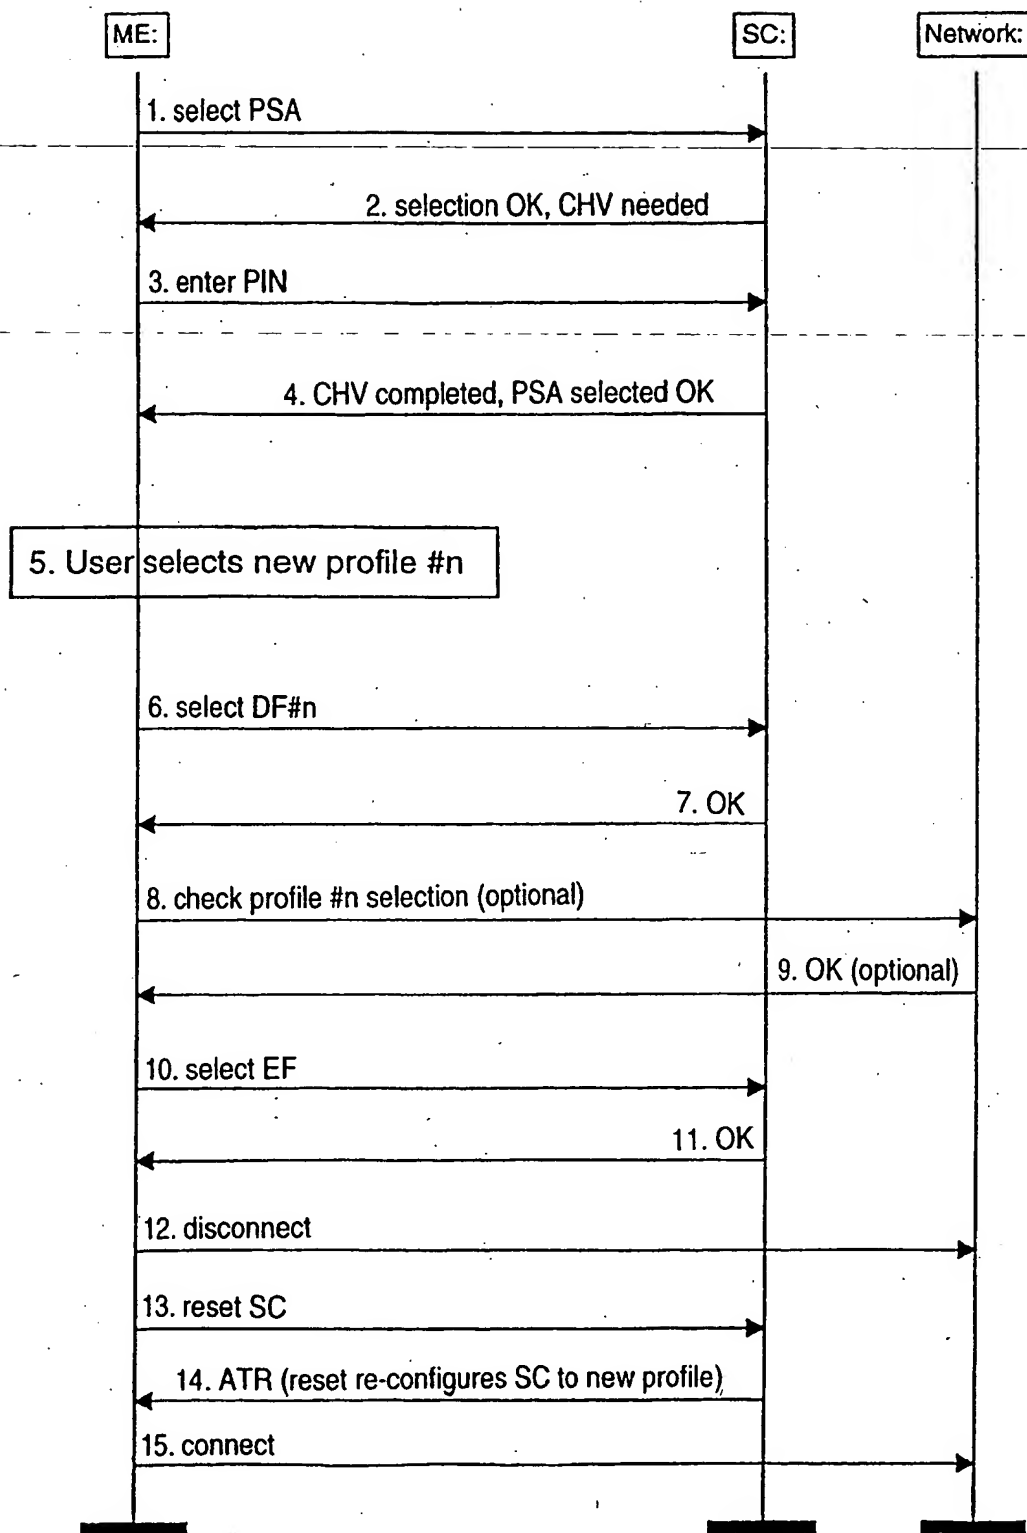 ME:
SC:
Network:
1. select PSA
2. selection OK, CHV needed
3. enter PIN
4. CHV completed, PSA selected OK
5. User selects new profile #n
6. select DF#n
7. OK
8. check profile #n selection (optional)
9. OK (optional)
10. select EF
11. OK
12. disconnect
13. reset SC
14. ATR (reset re-configures SC to new profile)
15. connect